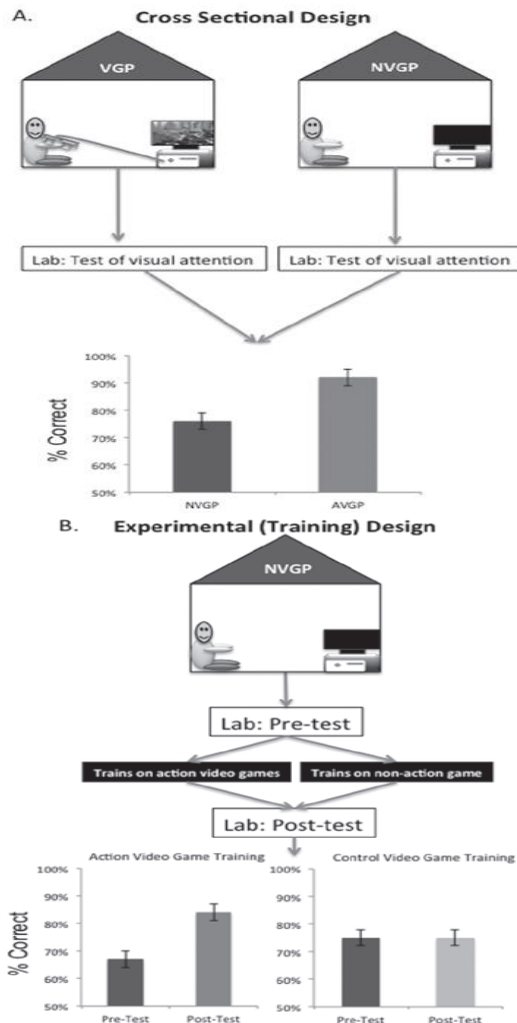 A.
Cross Sectional Design
VGP
NVGP
Lab: Test of visual attention
Lab: Test of visual attention
100%
90%
80%
70%
60%
50%
% Correct
NVGP
AVGP
B.
Experimental (Training) Design
NVGP
Lab: Pre-test
Trains on action video games
Trains on non-action game
Lab: Post-test
Action Video Game Training
Control Video Game Training
100%
90%
80%
70%
60%
50%
% Correct
Pre-Test
Post-Test
100%
90%
80%
70%
60%
50%
Pre-Test
Post-Test